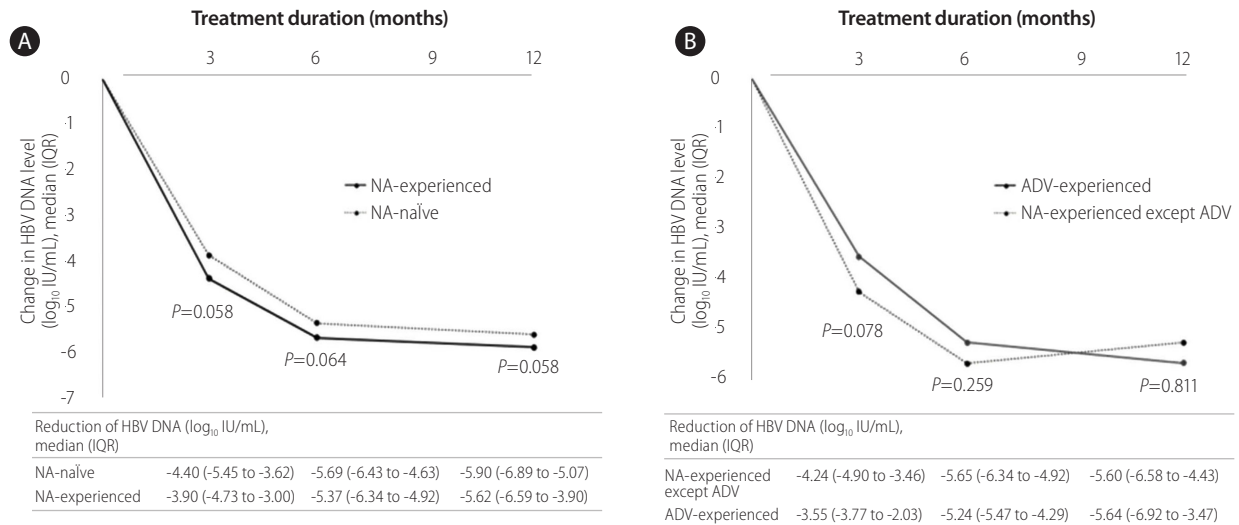 A
Treatment duration (months)
3 6 9 12
0
-1
-2
-3
-4
-5
-6
-7
Change in HBV DNA level
(log10 IU/mL), median (IQR)
NA-experienced
NA-naÏve
P=0.058
P=0.064
P=0.058
Reduction of HBV DNA (log10 IU/mL),
median (IQR)
NA-naÏve -4.40 (-5.45 to -3.62) -5.69 (-6.43 to -4.63) -5.90 (-6.89 to -5.07)
NA-experienced -3.90 (-4.73 to -3.00) -5.37 (-6.34 to -4.92) -5.62 (-6.59 to -3.90)
B
Treatment duration (months)
3 6 9 12
0
-1
-2
-3
-4
-5
-6
Change in HBV DNA level
(log10 IU/mL), median (IQR)
ADV-experienced
NA-experienced except ADV
P=0.078
P=0.259
P=0.811
Reduction of HBV DNA (log10 IU/mL),
median (IQR)
NA-experienced -4.24 (-4.90 to -3.46) -5.65 (-6.34 to -4.92) -5.60 (-6.58 to -4.43)
except ADV
ADV-experienced -3.55 (-3.77 to -2.03) -5.24 (-5.47 to -4.29) -5.64 (-6.92 to -3.47)